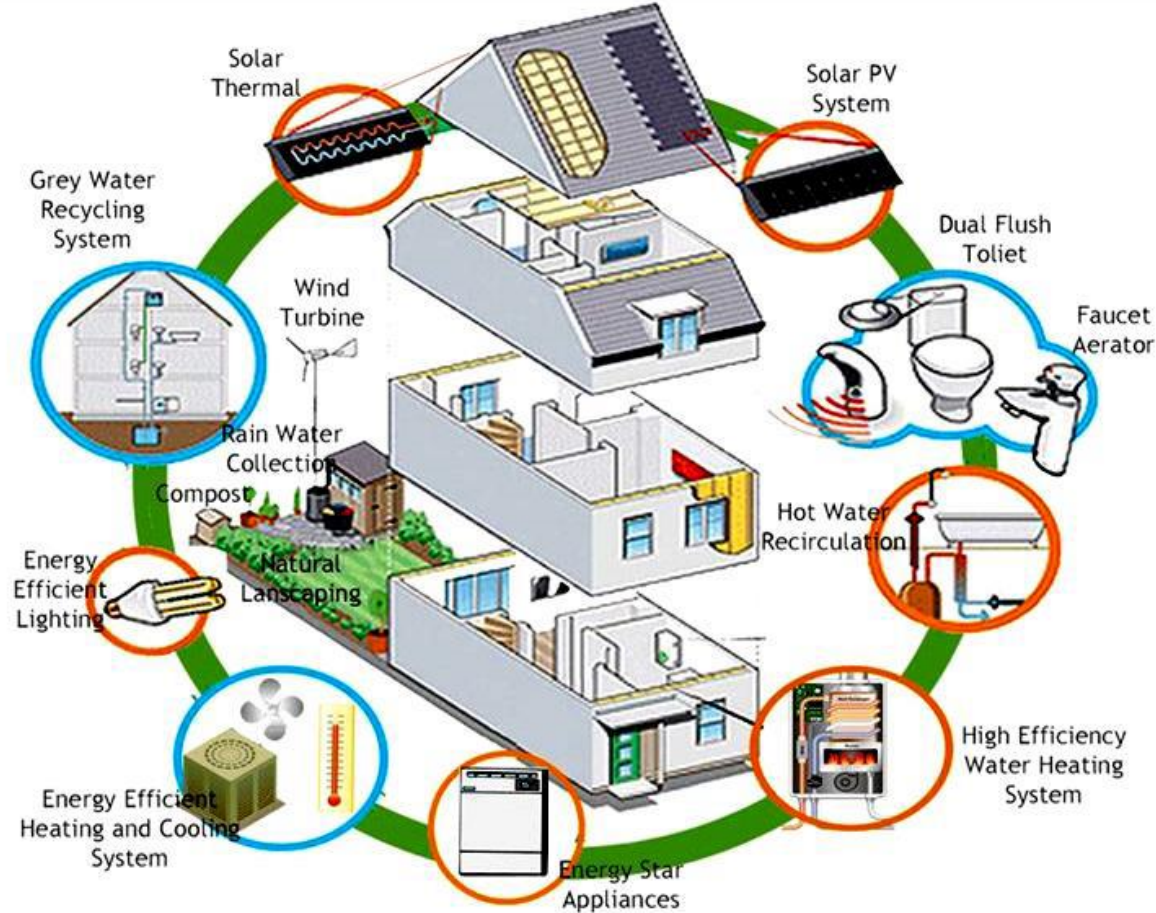 Solar
Thermal
Solar PV
System
Grey Water
Recycling
System
Dual Flush
Toliet
Wind
Turbine
Faucet
Aerator
Rain Water
Collection
Compost
Hot Water
Recirculation
Energy
Efficient
Lighting
Natural
Lanscaping
High Efficiency
Water Heating
System
Energy Efficient
Heating and Cooling
System
Energy Star
Appliances